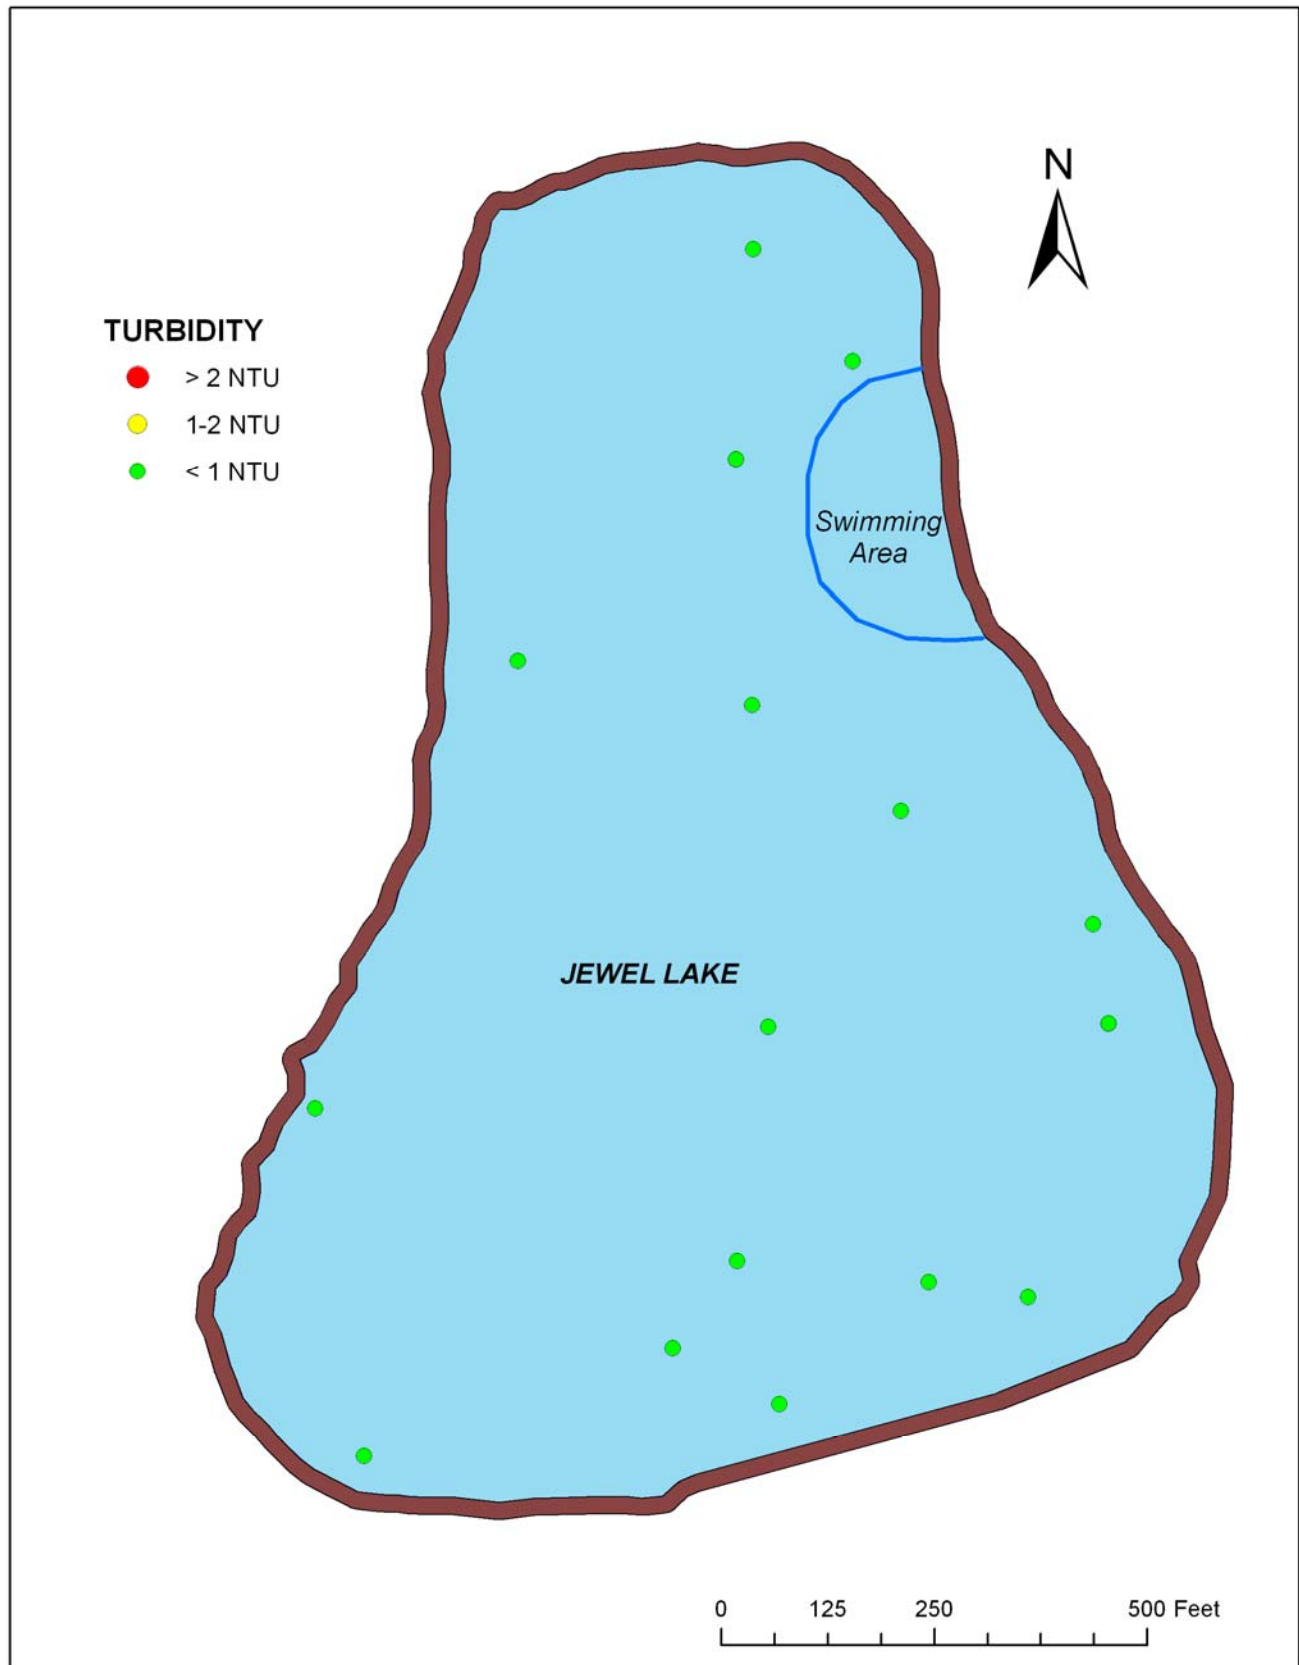 N
TURBIDITY
> 2 NTU
1-2 NTU
< 1 NTU
Swimming
Area
JEWEL LAKE
0 125 250 500 Feet